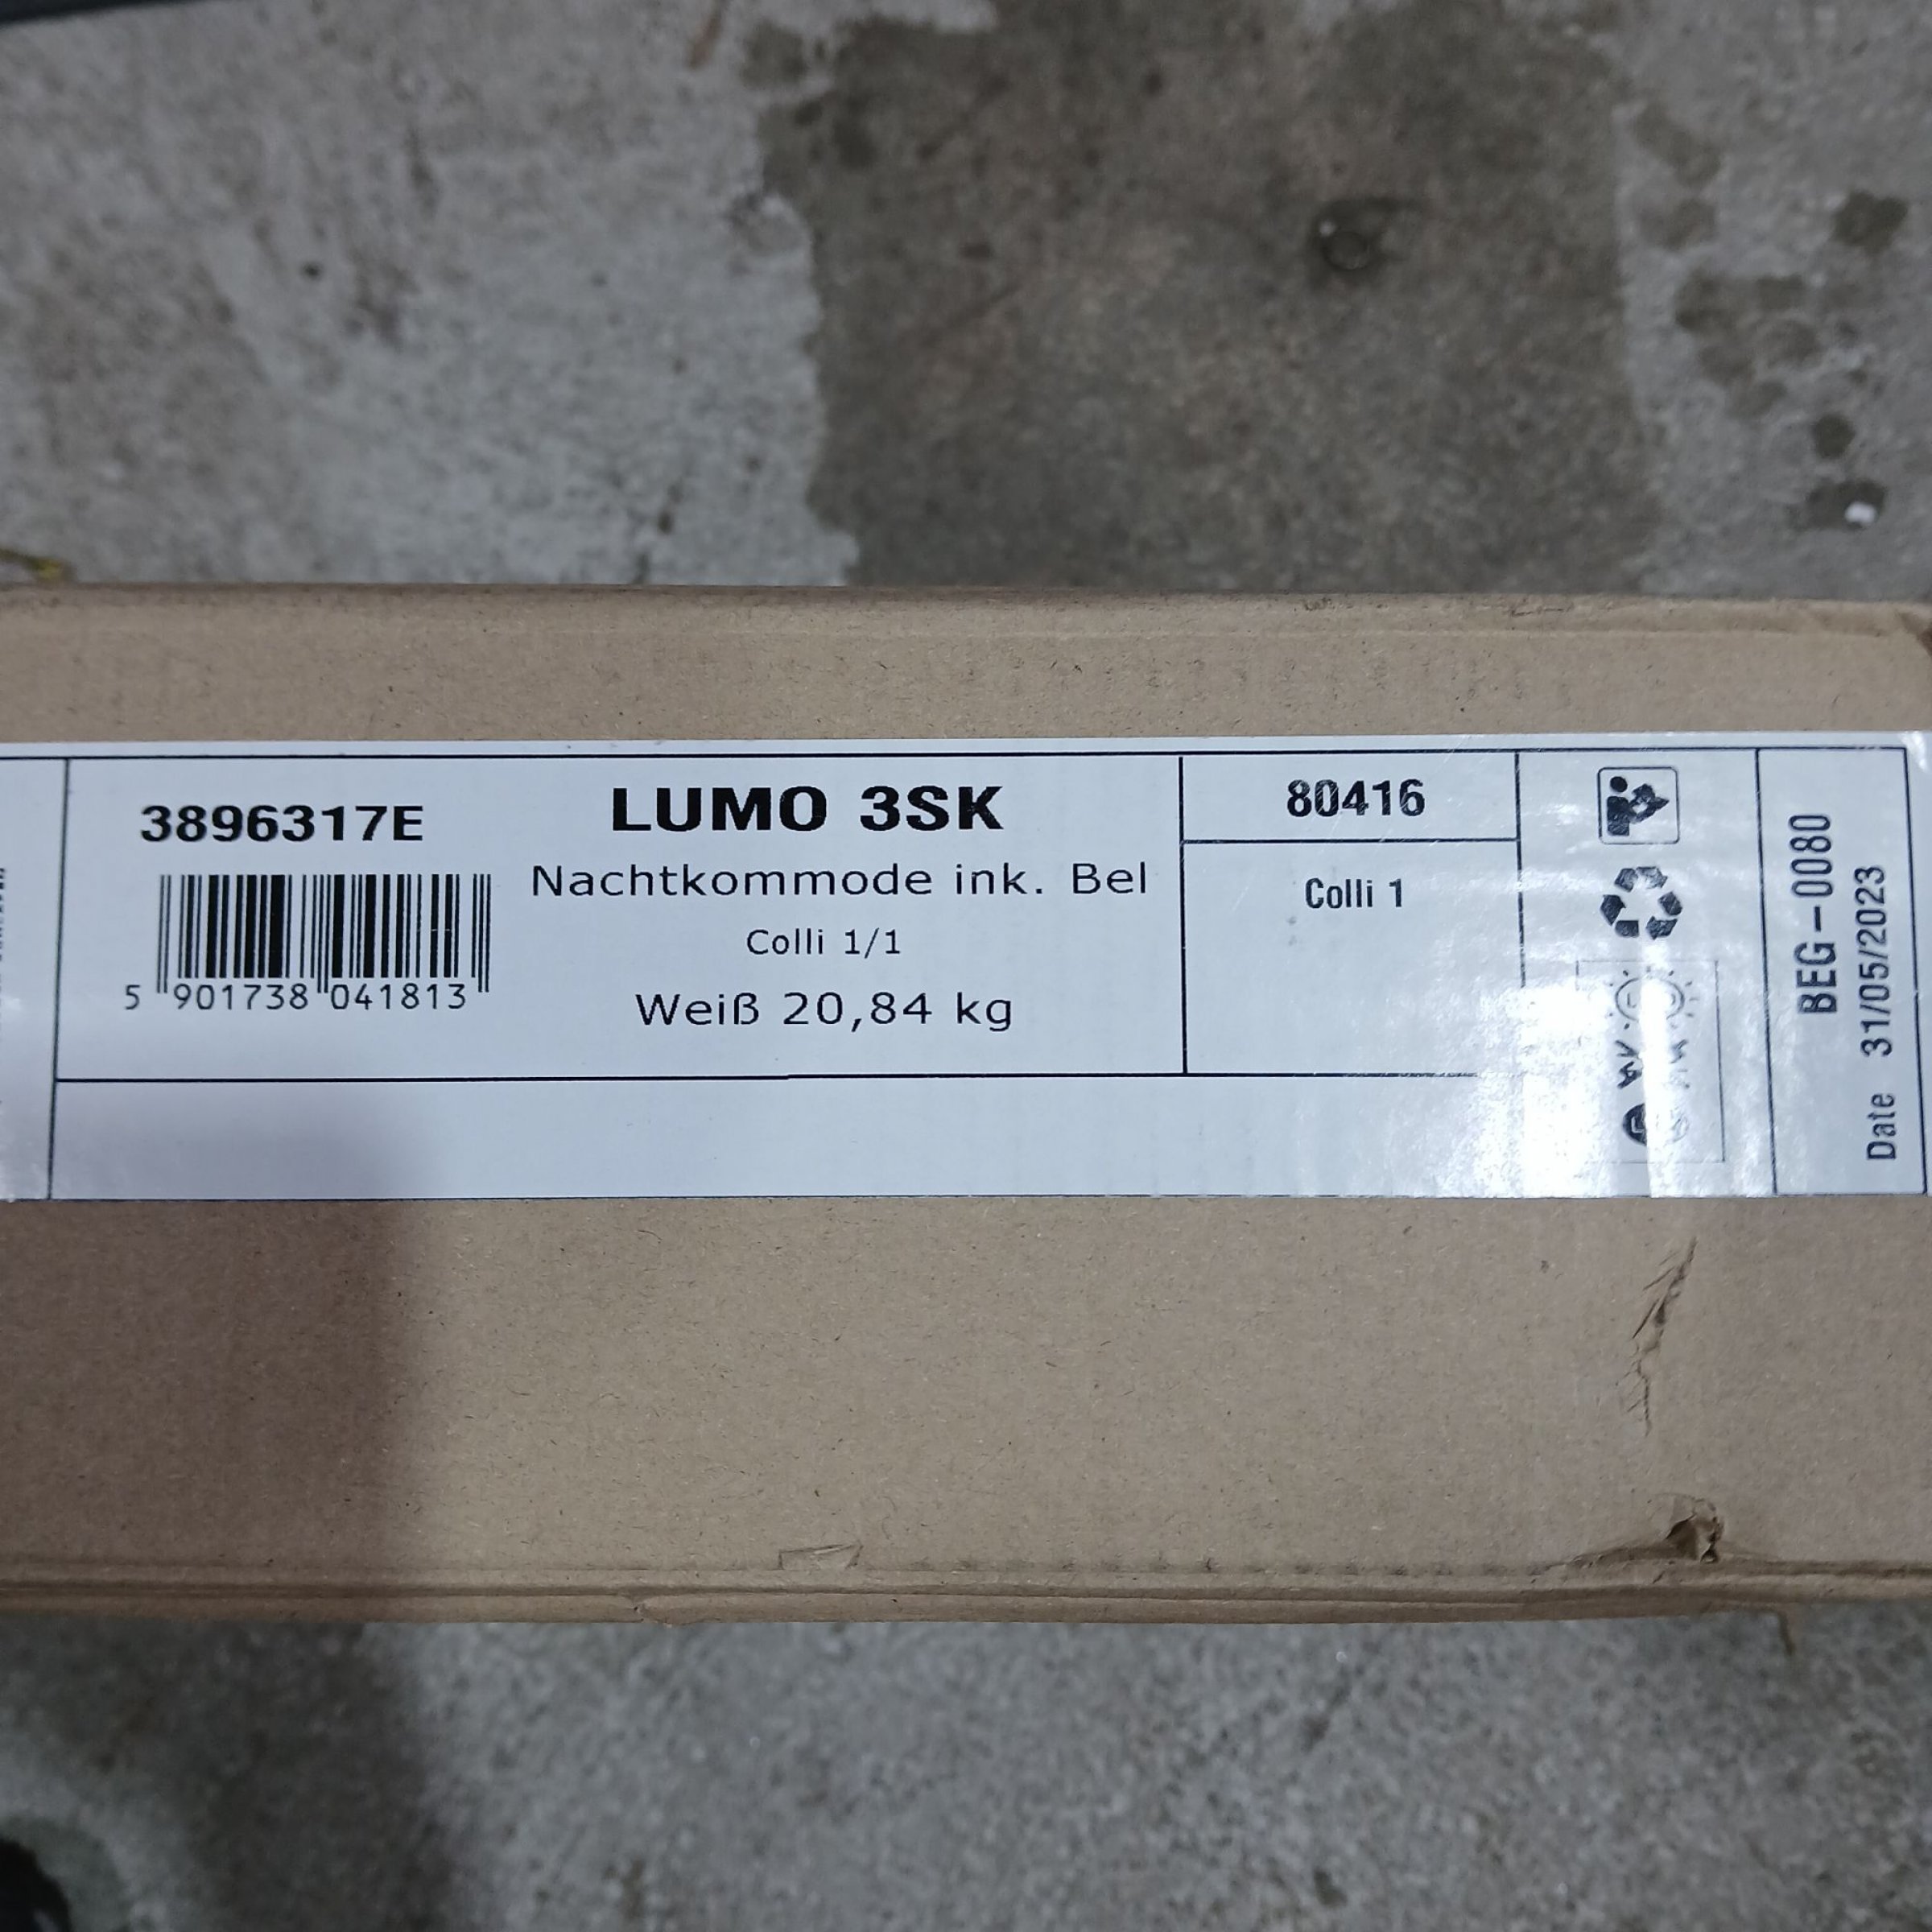 3896317E
5 901738 041813
LUMO 3SK
Nachtkommode ink. Bel
Colli 1/1
Weiß 20,84 kg
80416
Colli 1
BEG-0080
Date 31/05/2023